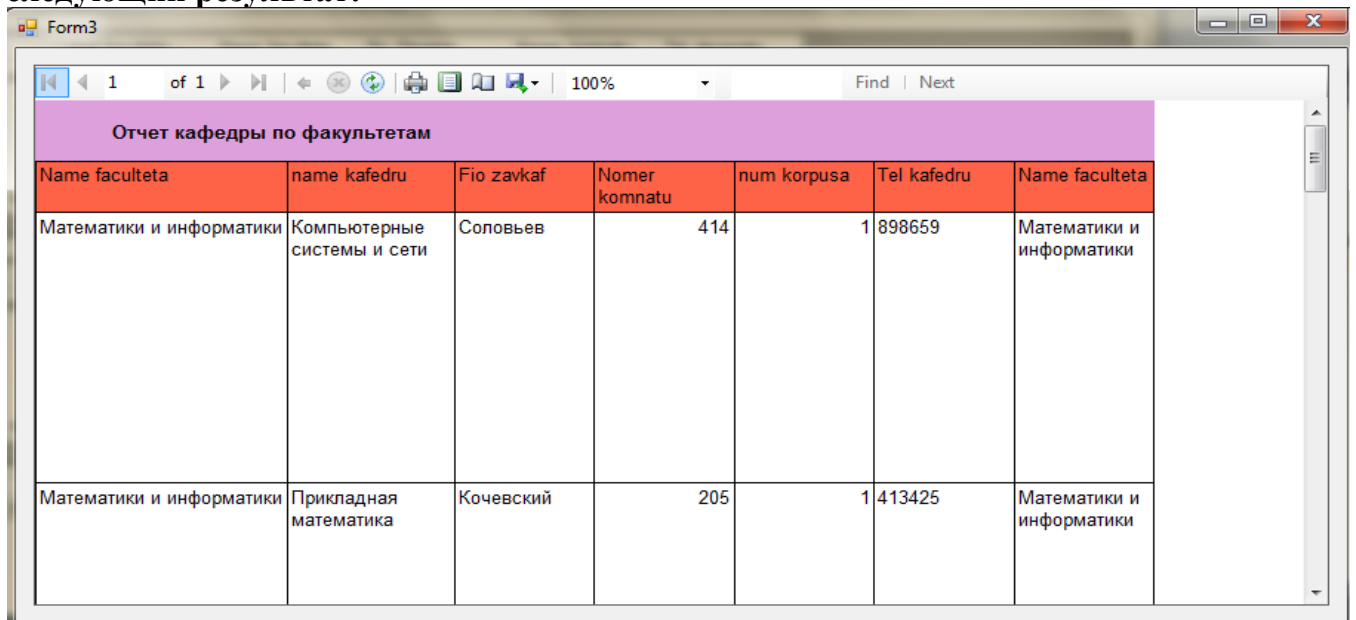 следующий результат:
Form3
1 of 1 100% Find | Next
Отчет кафедры по факультетам
Name faculteta name kafedru Fio zavkaf Nomer komnatu num korpusa Tel kafedru Name faculteta
Математики и информатики Компьютерные системы и сети Соловьев 414 1 898659 Математики и информатики
Математики и информатики Прикладная математика Кочевский 205 1 413425 Математики и информатики